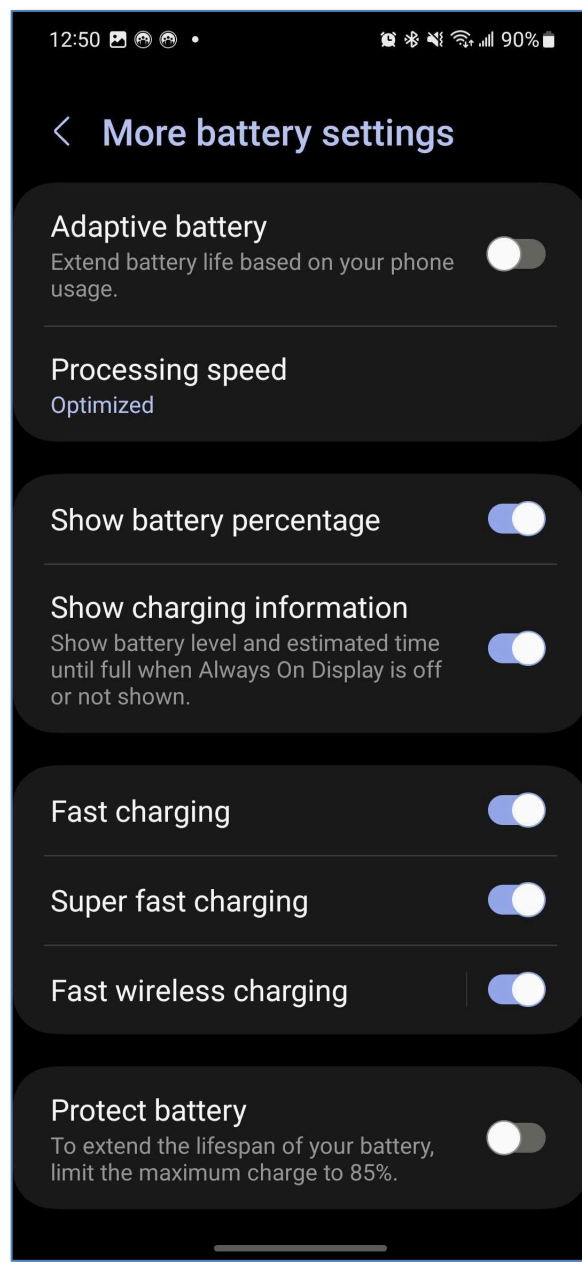 12:50
90%
More battery settings
Adaptive battery
Extend battery life based on your phone
usage.
Processing speed
Optimized
Show battery percentage
Show charging information
Show battery level and estimated time
until full when Always On Display is off
or not shown.
Fast charging
Super fast charging
Fast wireless charging
Protect battery
To extend the lifespan of your battery,
limit the maximum charge to 85%.